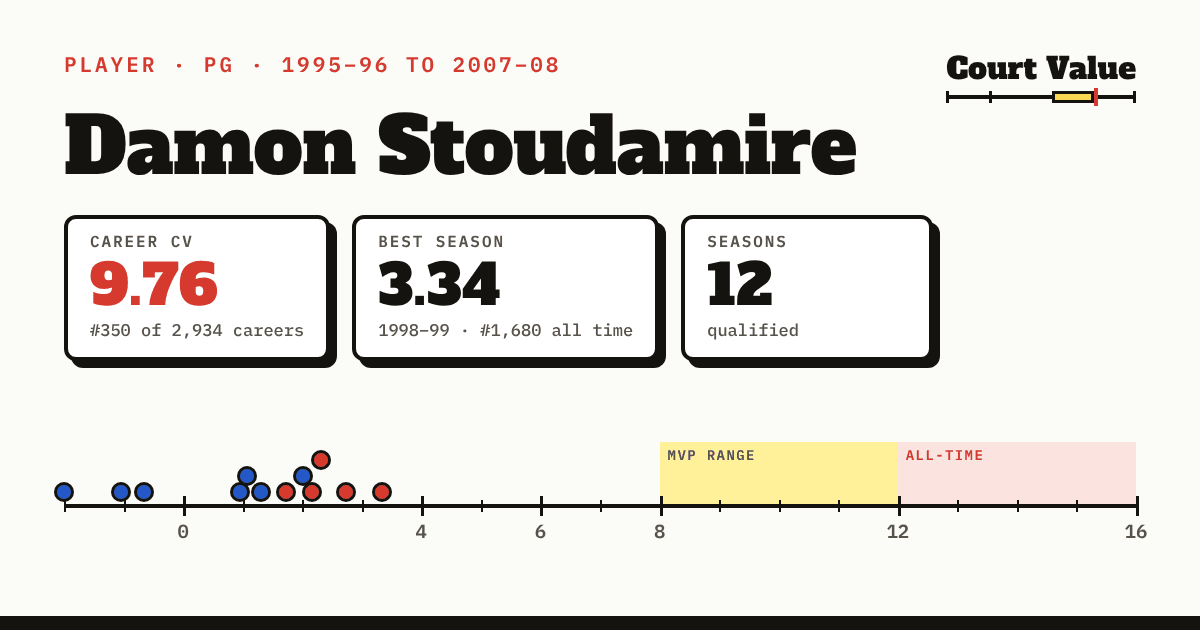 PLAYER · PG · 1995–96 TO 2007–08
Court Value
Damon Stoudamire
CAREER CV
9.76
#350 of 2,934 careers
BEST SEASON
3.34
1998–99 · #1,680 all time
SEASONS
12
qualified
MVP RANGE
ALL-TIME
0 4 6 8 12 16